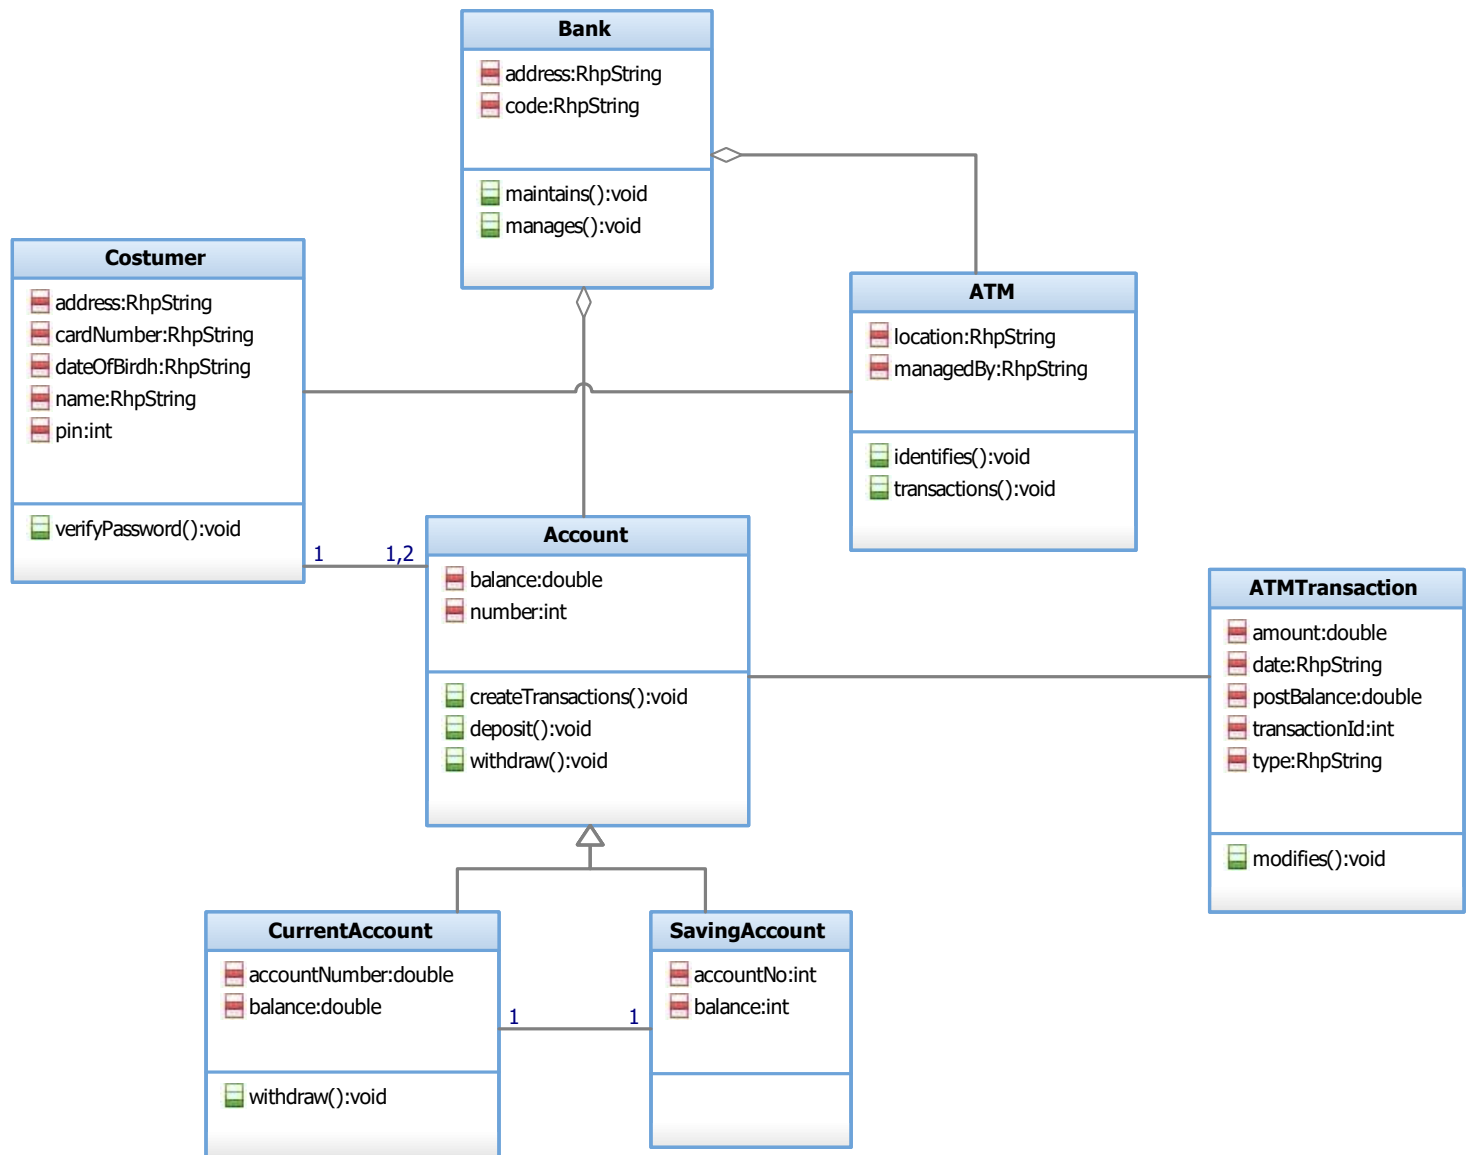 Bank
address:RhpString
code:RhpString
maintains():void
manages():void
Costumer
address:RhpString
cardNumber:RhpString
dateOfBirdh:RhpString
name:RhpString
pin:int
verifyPassword():void
ATM
location:RhpString
managedBy:RhpString
identifies():void
transactions():void
1
1,2
Account
balance:double
number:int
createTransactions():void
deposit():void
withdraw():void
ATMTransaction
amount:double
date:RhpString
postBalance:double
transactionId:int
type:RhpString
modifies():void
CurrentAccount
accountNumber:double
balance:double
withdraw():void
1
1
SavingAccount
accountNo:int
balance:int